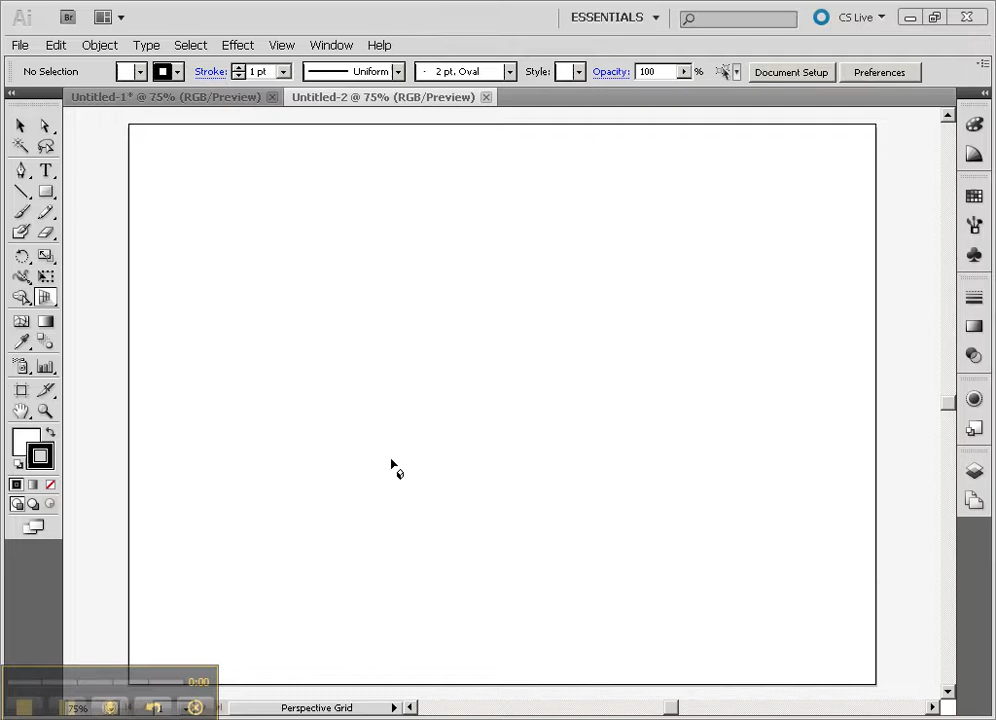 Ai Br ESSENTIALS CS Live
File Edit Object Type Select Effect View Window Help
No Selection Stroke: 1 pt Uniform 2 pt. Oval Style: Opacity: 100 % Document Setup Preferences
Untitled-1* @ 75% (RGB/Preview) Untitled-2 @ 75% (RGB/Preview)
T
0:00
75% 1 Perspective Grid